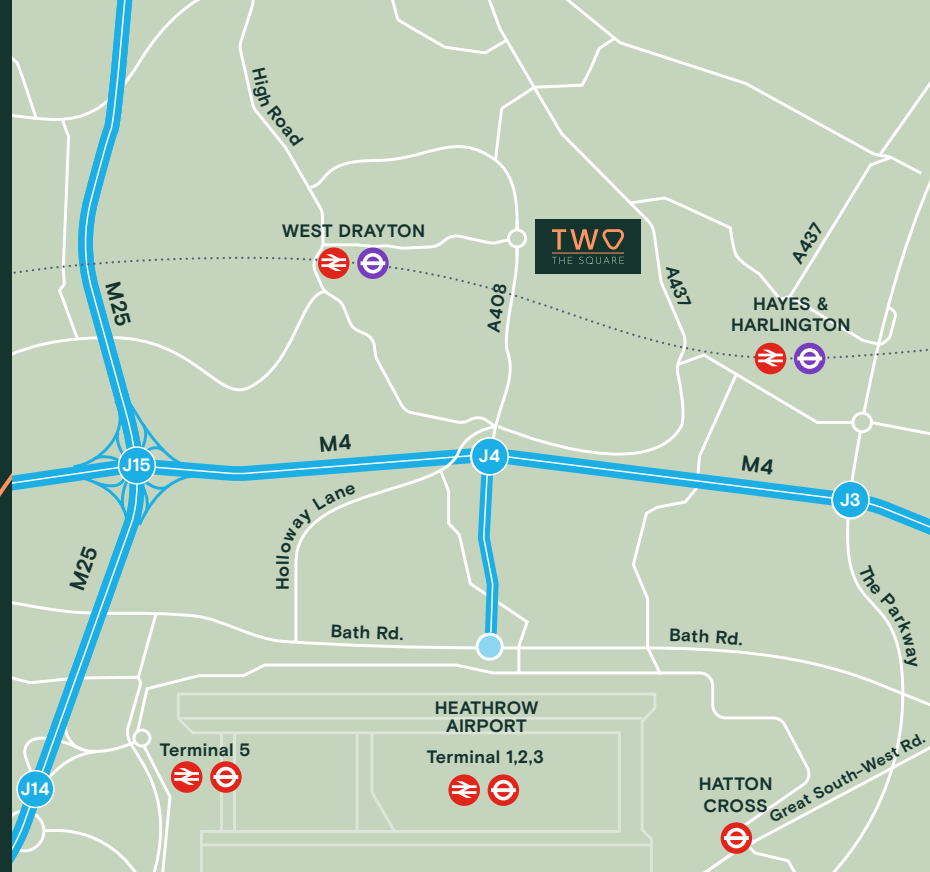 High Road
WEST DRAYTON
TWO
THE SQUARE
A437
A437
M25
A408
HAYES &
HARLINGTON
M4
J4
M4
J15
J3
Holloway Lane
M25
The Parkway
Bath Rd.
Bath Rd.
HEATHROW
AIRPORT
Terminal 5
Terminal 1,2,3
Great South-West Rd.
J14
HATTON
CROSS